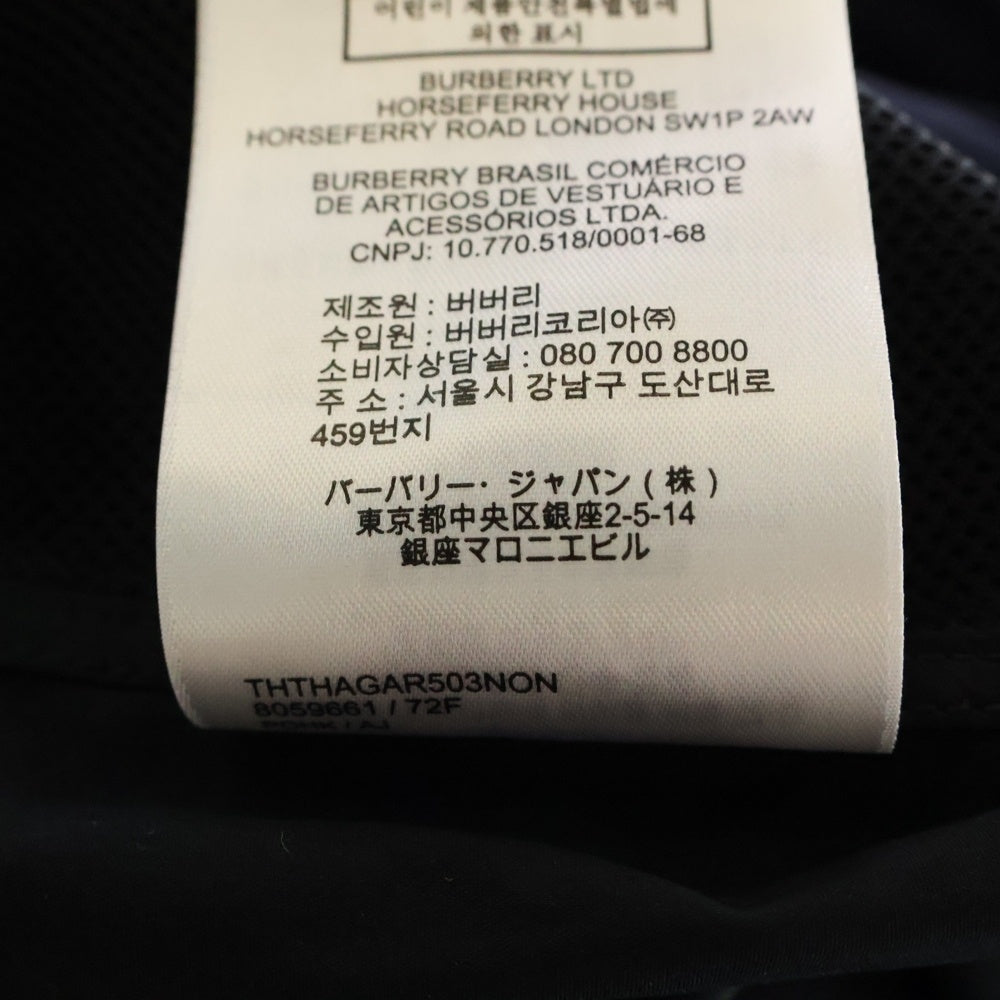 어린이 제품안전특별법에
의한 표시
BURBERRY LTD
HORSEFERRY HOUSE
HORSEFERRY ROAD LONDON SW1P 2AW
BURBERRY BRASIL COMÉRCIO
DE ARTIGOS DE VESTUÁRIO E
ACESSÓRIOS LTDA.
CNPJ: 10.770.518/0001-68
제조원 : 버버리
수입원 : 버버리코리아㈜
소비자상담실 : 080 700 8800
주 소 : 서울시 강남구 도산대로
459번지
バーバリー・ジャパン ( 株 )
東京都中央区銀座2-5-14
銀座マロニエビル
THTHAGAR503NON
8059661 / 72F